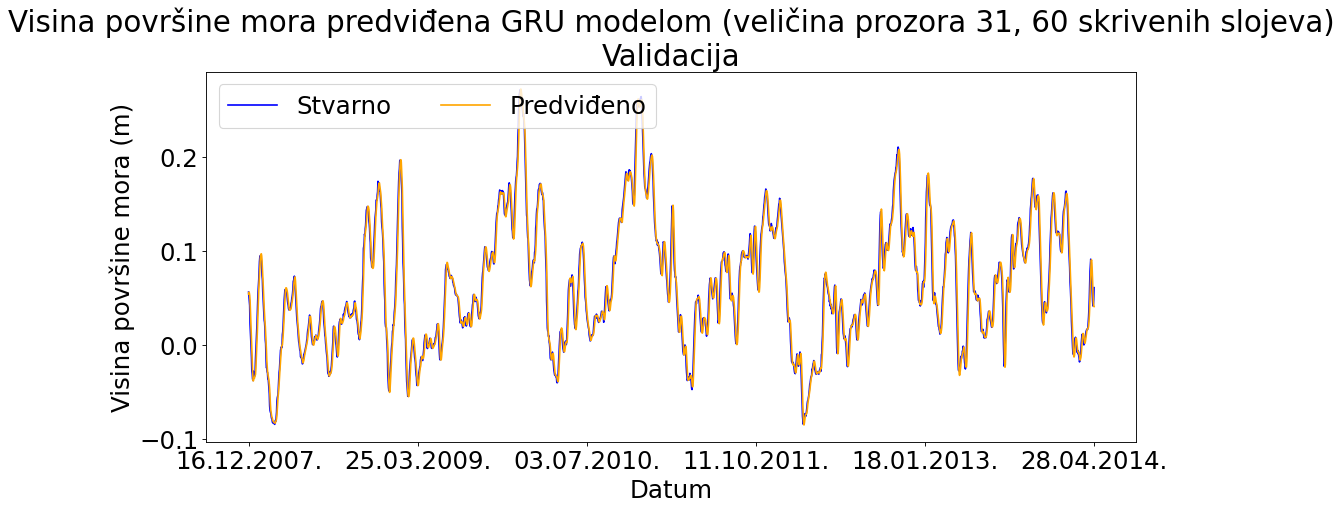 Visina površine mora predviđena GRU modelom (veličina prozora 31, 60 skrivenih slojeva)
Validacija
Stvarno
Predviđeno
Visina površine mora (m)
0.2
0.1
0.0
−0.1
16.12.2007.
25.03.2009.
03.07.2010.
11.10.2011.
18.01.2013.
28.04.2014.
Datum